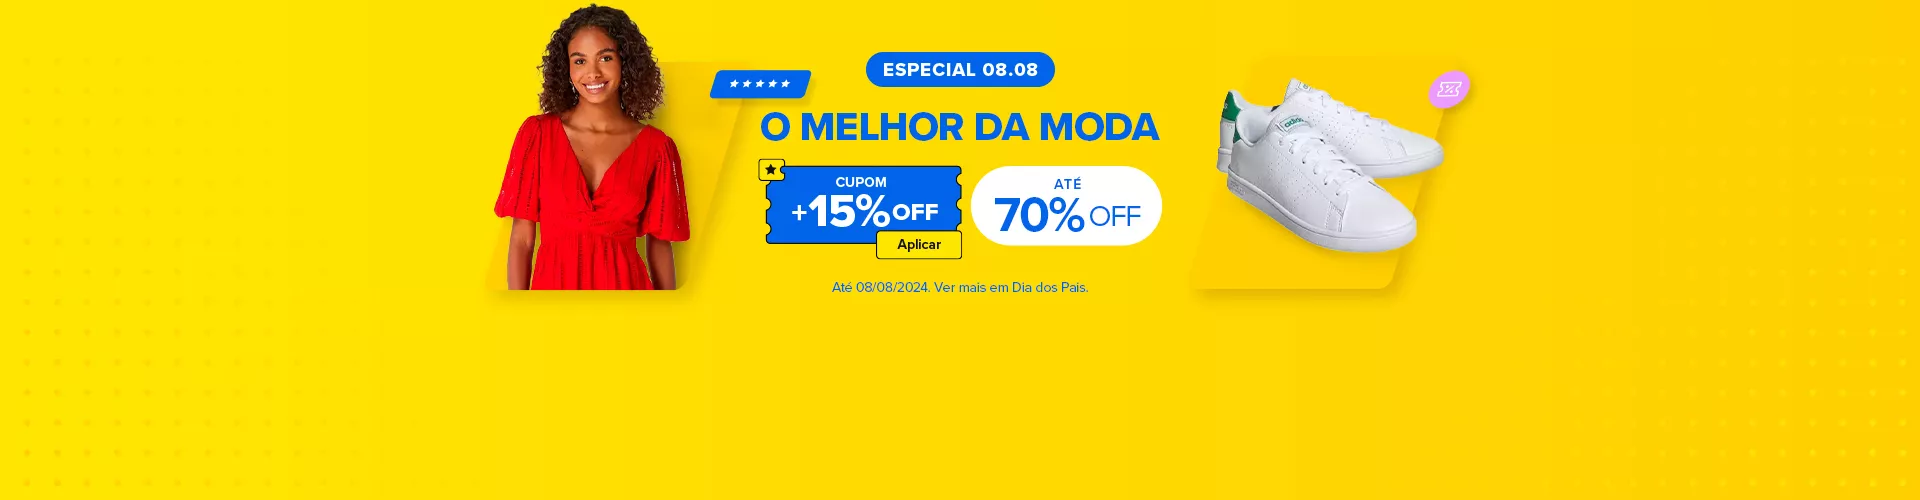 ESPECIAL 08.08
O MELHOR DA MODA
CUPOM
+15% OFF
Aplicar
ATÉ
70% OFF
Até 08/08/2024. Ver mais em Dia dos Pais.
adidas